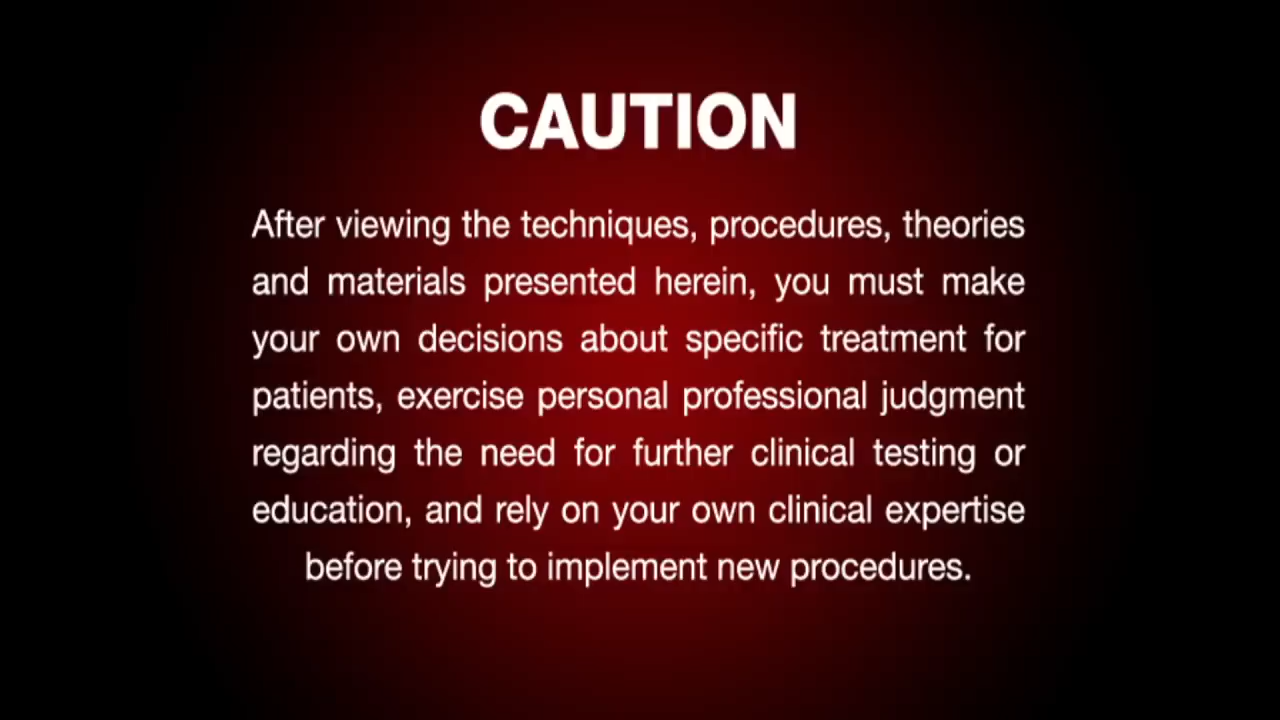 CAUTION
After viewing the techniques, procedures, theories
and materials presented herein, you must make
your own decisions about specific treatment for
patients, exercise personal professional judgment
regarding the need for further clinical testing or
education, and rely on your own clinical expertise
before trying to implement new procedures.